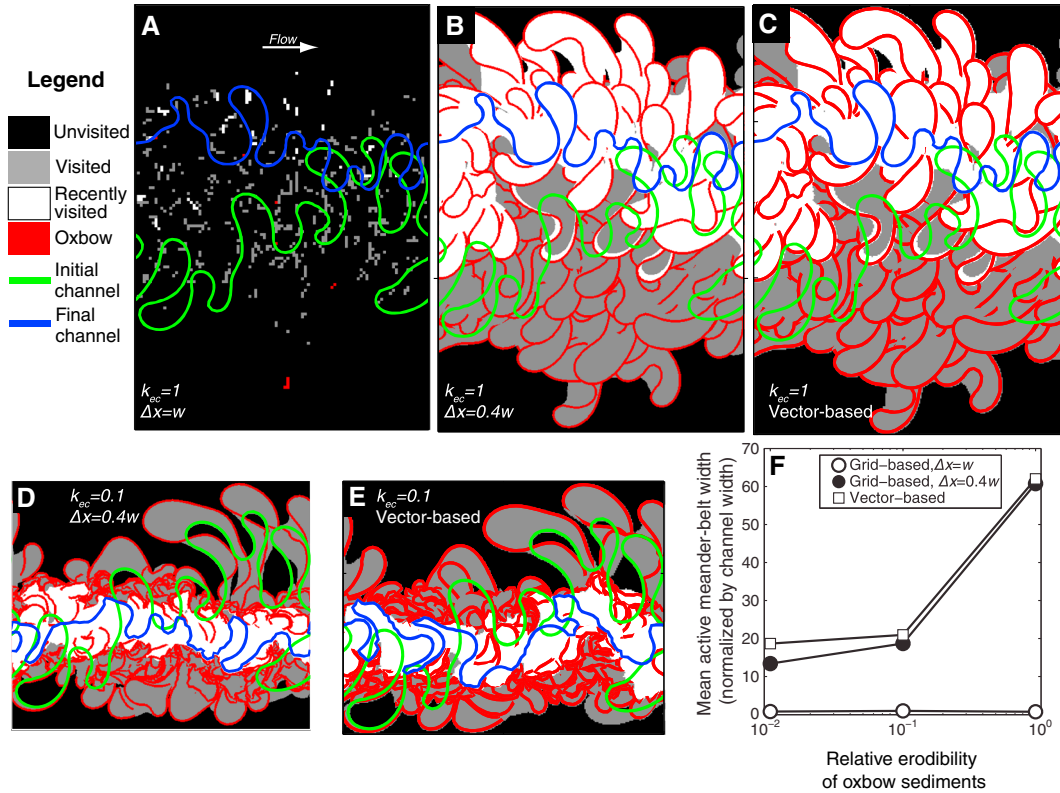 Legend
Unvisited
Visited
Recently
visited
Oxbow
Initial
channel
Final
channel
A
Flow
k_ec=1
Δx=w
B
k_ec=1
Δx=0.4w
C
k_ec=1
Vector-based
D
k_ec=0.1
Δx=0.4w
E
k_ec=0.1
Vector-based
F
Grid-based,Δx=w
Grid-based, Δx=0.4w
Vector-based
Mean active meander-belt width
(normalized by channel width)
70
60
50
40
30
20
10
0
10⁻²
10⁻¹
10⁰
Relative erodibility
of oxbow sediments